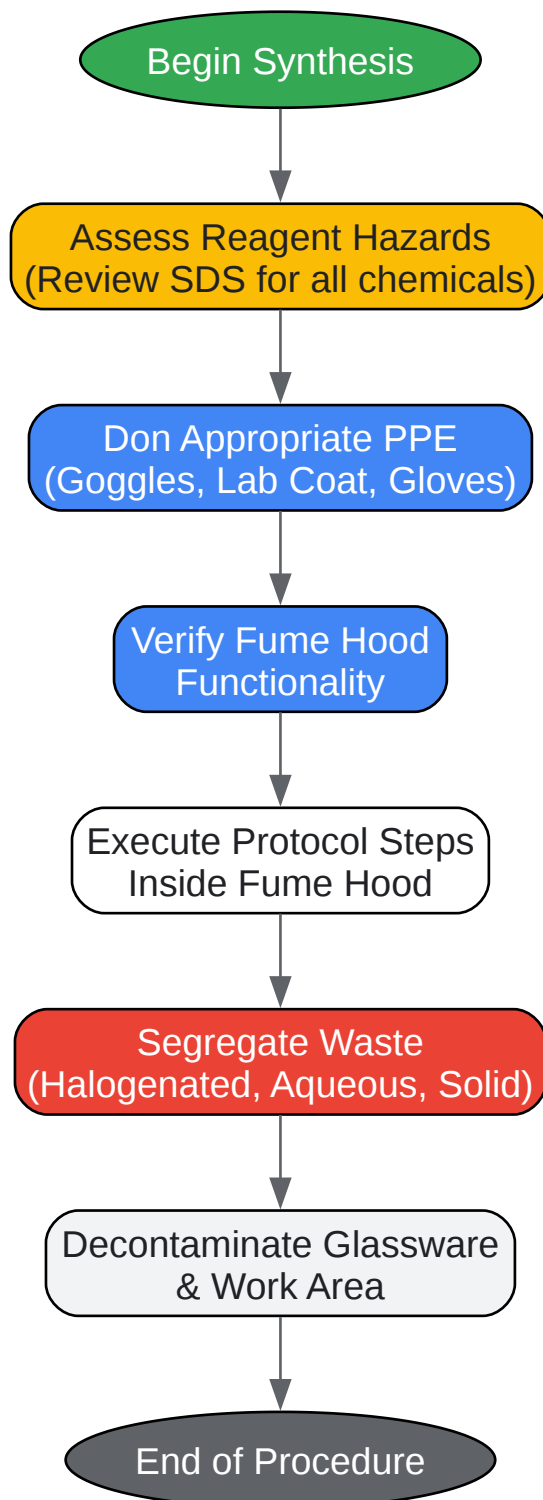 Begin Synthesis
Assess Reagent Hazards
(Review SDS for all chemicals)
Don Appropriate PPE
(Goggles, Lab Coat, Gloves)
Verify Fume Hood
Functionality
Execute Protocol Steps
Inside Fume Hood
Segregate Waste
(Halogenated, Aqueous, Solid)
Decontaminate Glassware
& Work Area
End of Procedure